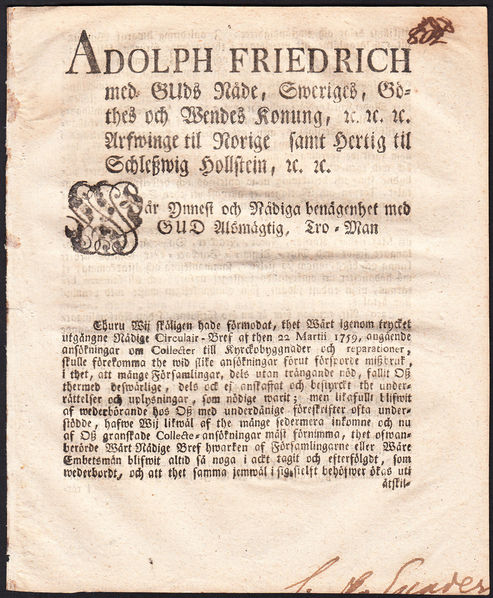 802
ADOLPH FRIEDRICH
med GUds Nåde, Sweriges, Gö-
thes och Wendes Konung, ꝛc. ꝛc. ꝛc.
Arfwinge til Norige samt Hertig til
Schleßwig Hollstein, ꝛc. ꝛc.
Wår Ynnest och Nådiga benägenhet med
GUD Alsmägtig, Tro-Man
Ehuru Wij skäligen hade förmodat, thet Wårt igenom trycket
utgångne Nådige Circulair-Bref af then 22 Martii 1759, angående
ansökningar om Collecter till Kyrckobyggnader och reparationer,
skulle förekomma the wid slike ansökningar förut försporde mißbruk,
i thet, att månge Församlingar, dels utan trångande nöd, fallit Oß
thermed beswärlige, dels ock ej anskaffat och bestyrckt the under-
rättelser och uplysningar, som nödige warit; men likafullt blifwit
af wederbörande hos Oß med underdånige föreskrifter ofta under-
stödde, hafwe Wij likwäl af the månge sedermera inkomne och nu
af Oß granskade Collecte-ansökningar måst förnimma, thet ofwan-
berörde Wårt Nådige Bref hwarken af Församlingarne eller Wåre
Embetsmän blifwit altid så noga i ackt tagit och efterfölgdt, som
wederbordt, och att thet samma jemwäl i sig sielft behöfwer ökas uti
åtskil-